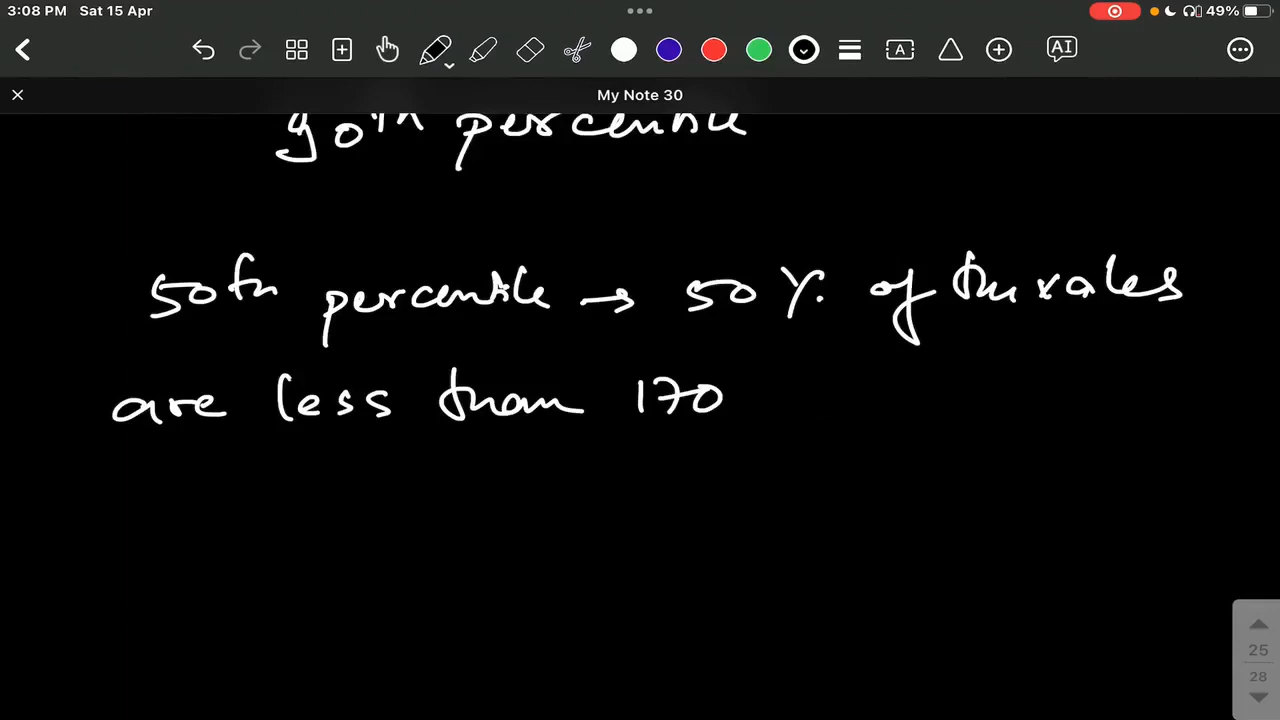 3:08 PM Sat 15 Apr
49%
A
AI
My Note 30
90th percentile
50th percentile → 50 % of the values
are less than 170
25
28